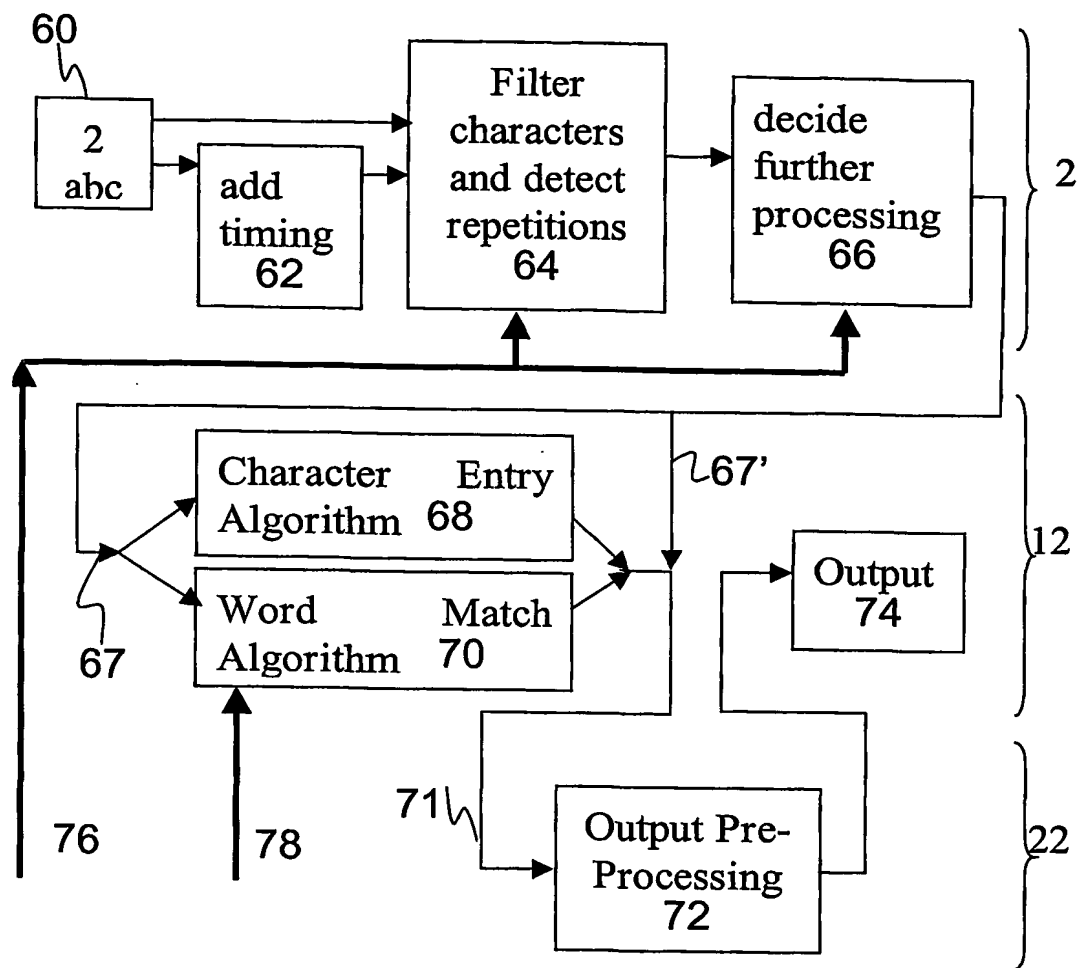 60
2
abc
add
timing
62
Filter
characters
and detect
repetitions
64
decide
further
processing
66
2
Character Entry
Algorithm 68
67'
Word Match
Algorithm 70
67
Output
74
12
71
Output Pre-
Processing
72
22
76
78